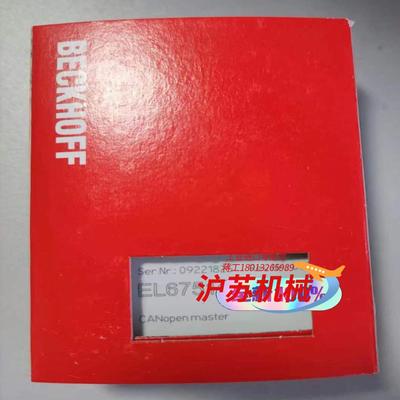 BECKHOFF
Ser.Nr.: 092218
蒋工18013265989
EL675
沪苏机械
CANopen master